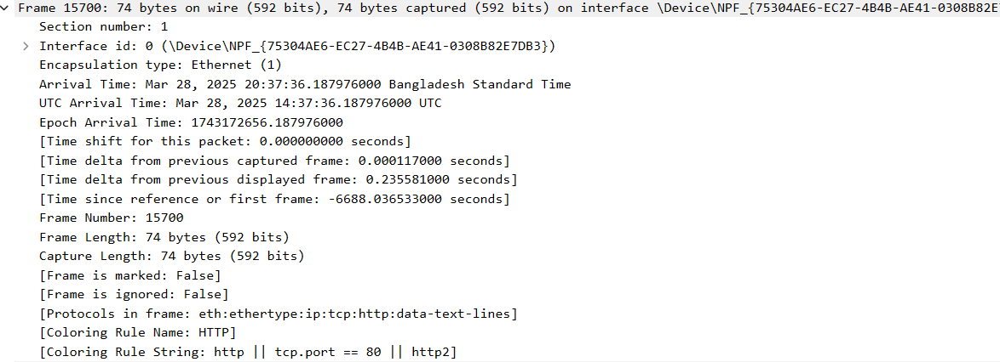 Frame 15700: 74 bytes on wire (592 bits), 74 bytes captured (592 bits) on interface \Device\NPF_{75304AE6-EC27-4B4B-AE41-0308B82E
Section number: 1
Interface id: 0 (\Device\NPF_{75304AE6-EC27-4B4B-AE41-0308B82E7DB3})
Encapsulation type: Ethernet (1)
Arrival Time: Mar 28, 2025 20:37:36.187976000 Bangladesh Standard Time
UTC Arrival Time: Mar 28, 2025 14:37:36.187976000 UTC
Epoch Arrival Time: 1743172656.187976000
[Time shift for this packet: 0.000000000 seconds]
[Time delta from previous captured frame: 0.000117000 seconds]
[Time delta from previous displayed frame: 0.235581000 seconds]
[Time since reference or first frame: -6688.036533000 seconds]
Frame Number: 15700
Frame Length: 74 bytes (592 bits)
Capture Length: 74 bytes (592 bits)
[Frame is marked: False]
[Frame is ignored: False]
[Protocols in frame: eth:ethertype:ip:tcp:http:data-text-lines]
[Coloring Rule Name: HTTP]
[Coloring Rule String: http || tcp.port == 80 || http2]